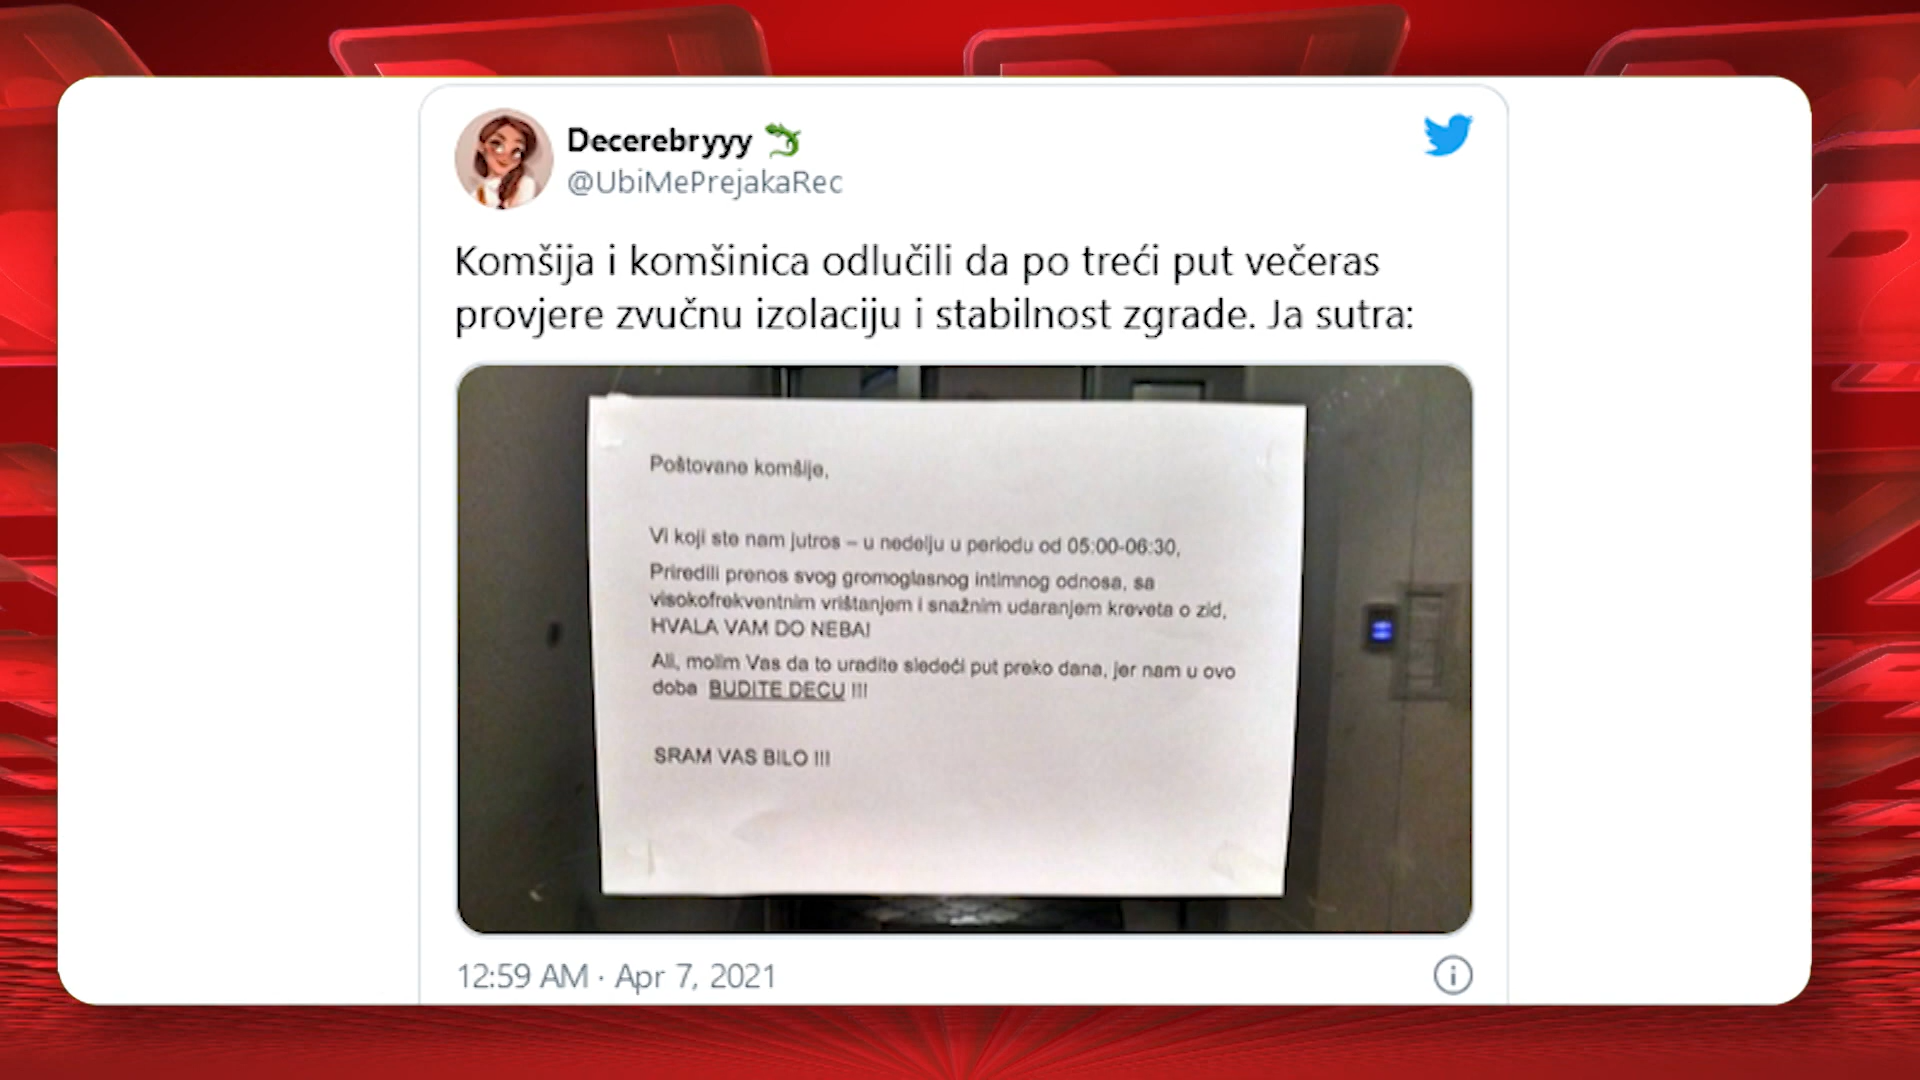 Decerebryyy
@UbiMePrejakaRec
Komšija i komšinica odlučili da po treći put večeras
provjere zvučnu izolaciju i stabilnost zgrade. Ja sutra:
Poštovane komšije,
Vi koji ste nam jutros – u nedelju u periodu od 05:00-06:30,
Priredili prenos svog gromoglasnog intimnog odnosa, sa
visokofrekventnim vrištanjem i snažnim udaranjem kreveta o zid,
HVALA VAM DO NEBA!
Ali, molim Vas da to uradite sledeći put preko dana, jer nam u ovo
doba BUDITE DECU !!!
SRAM VAS BILO !!!
12:59 AM · Apr 7, 2021